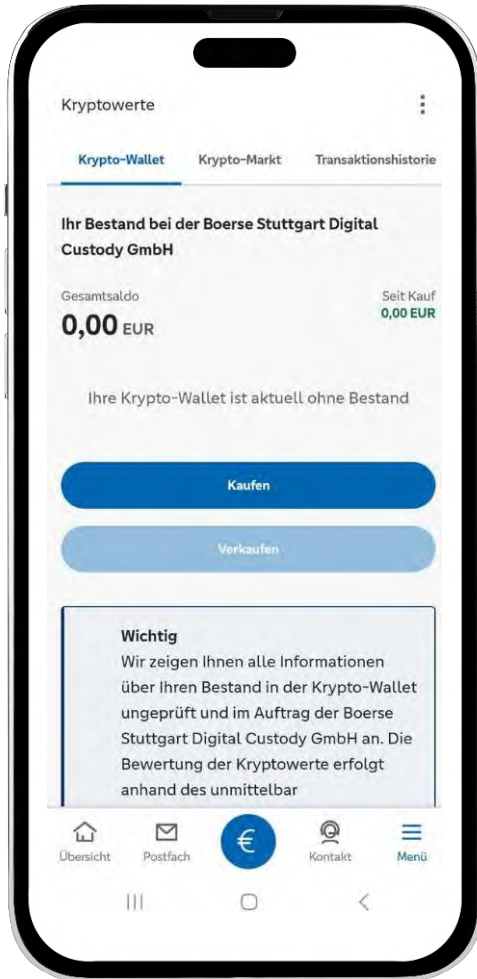 Kryptowerte
Krypto-Wallet Krypto-Markt Transaktionshistorie
Ihr Bestand bei der Boerse Stuttgart Digital
Custody GmbH
Gesamtsaldo Seit Kauf
0,00 EUR 0,00 EUR
Ihre Krypto-Wallet ist aktuell ohne Bestand
Kaufen
Verkaufen
Wichtig
Wir zeigen Ihnen alle Informationen
über Ihren Bestand in der Krypto-Wallet
ungeprüft und im Auftrag der Boerse
Stuttgart Digital Custody GmbH an. Die
Bewertung der Kryptowerte erfolgt
anhand des unmittelbar
€
Übersicht Postfach Kontakt Menü